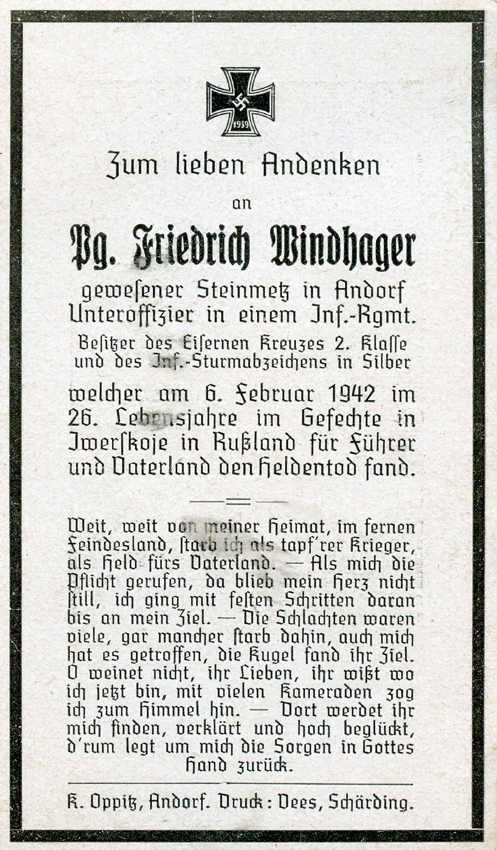 1939
Zum lieben Andenken
an
Pg. Friedrich Windhager
gewesener Steinmetz in Andorf
Unteroffizier in einem Inf.-Rgmt.
Besitzer des Eisernen Kreuzes 2. Klasse
und des Inf.-Sturmabzeichens in Silber
welcher am 6. Februar 1942 im
26. Lebensjahre im Gefechte in
Iwerskoje in Rußland für Führer
und Vaterland den Heldentod fand.
Weit, weit von meiner Heimat, im fernen
Feindesland, starb ich als tapf'rer Krieger,
als Held fürs Vaterland. — Als mich die
Pflicht gerufen, da blieb mein Herz nicht
still, ich ging mit festen Schritten daran
bis an mein Ziel. — Die Schlachten waren
viele, gar mancher starb dahin, auch mich
hat es getroffen, die Kugel fand ihr Ziel.
O weinet nicht, ihr Lieben, ihr wißt wo
ich jetzt bin, mit vielen Kameraden zog
ich zum Himmel hin. — Dort werdet ihr
mich finden, verklärt und hoch beglückt,
d'rum legt um mich die Sorgen in Gottes
Hand zurück.
K. Oppitz, Andorf. Druck: Vees, Schärding.